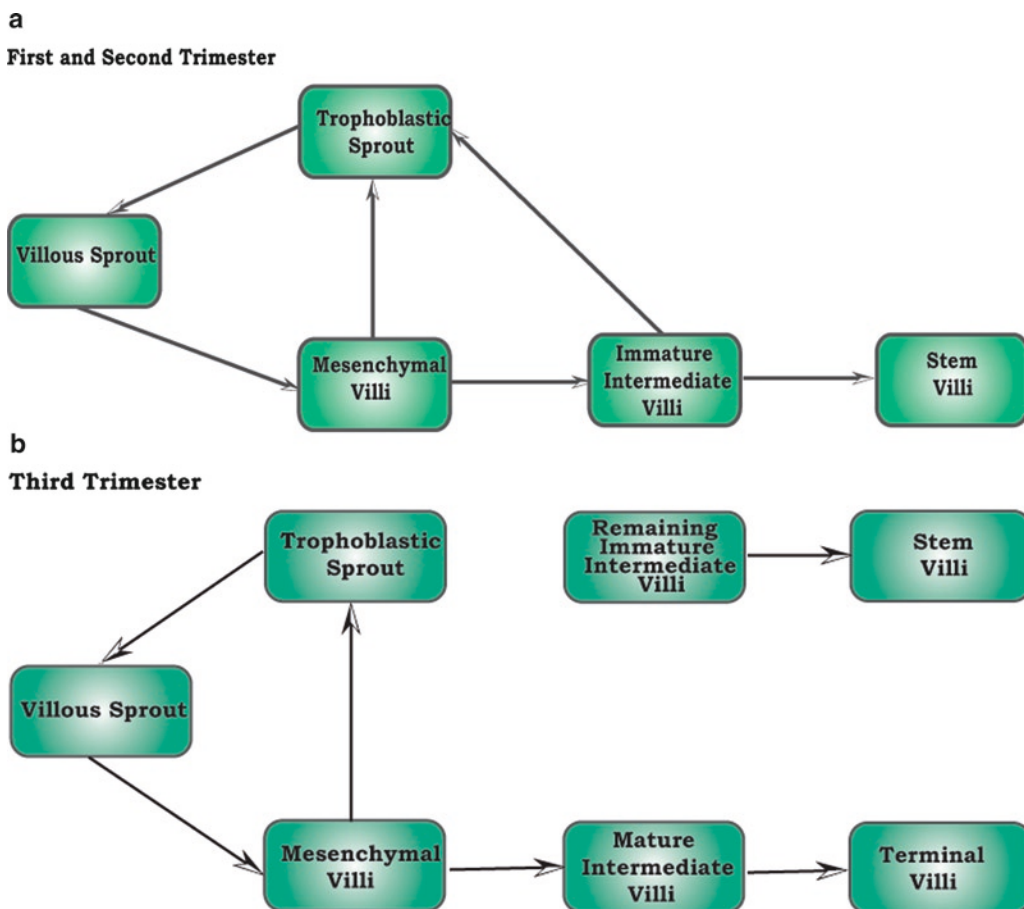 a
First and Second Trimester
Trophoblastic
Sprout
Villous Sprout
Mesenchymal
Villi
Immature
Intermediate
Villi
Stem
Villi
b
Third Trimester
Trophoblastic
Sprout
Remaining
Immature
Intermediate
Villi
Stem
Villi
Villous Sprout
Mesenchymal
Villi
Mature
Intermediate
Villi
Terminal
Villi